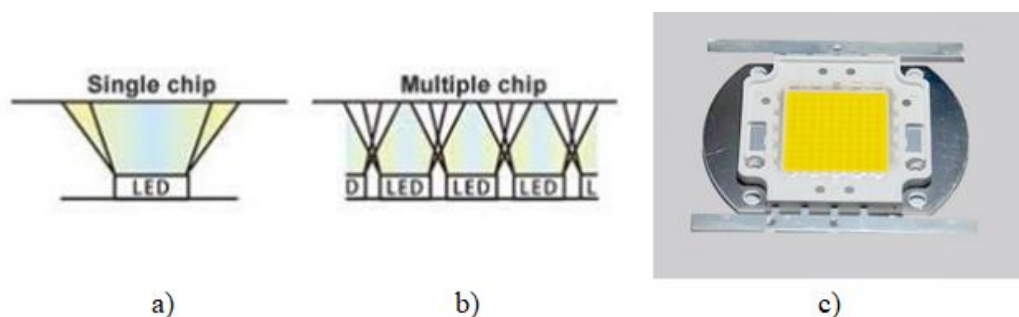 Single chip
LED
a)
Multiple chip
D LED LED LED L
b)
c)